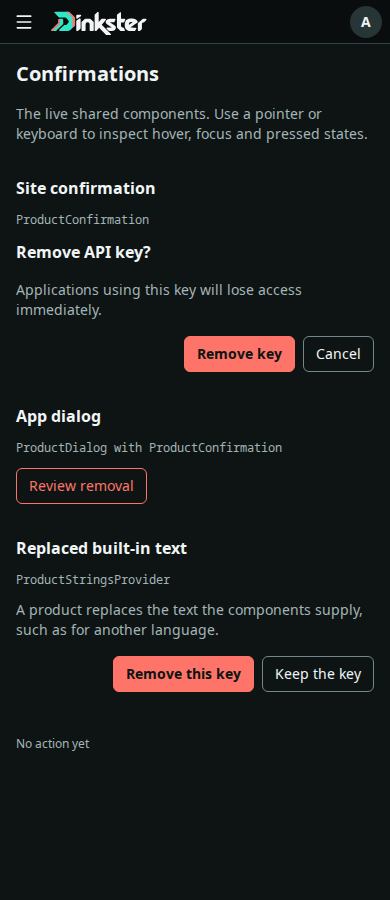 Dinkster
A
Confirmations
The live shared components. Use a pointer or
keyboard to inspect hover, focus and pressed states.
Site confirmation
ProductConfirmation
Remove API key?
Applications using this key will lose access
immediately.
Remove key Cancel
App dialog
ProductDialog with ProductConfirmation
Review removal
Replaced built-in text
ProductStringsProvider
A product replaces the text the components supply,
such as for another language.
Remove this key Keep the key
No action yet